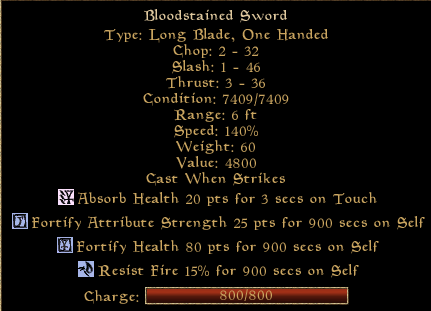 Bloodstained Sword
Type: Long Blade, One Handed
Chop: 2 - 32
Slash: 1 - 46
Thrust: 3 - 36
Condition: 7409/7409
Range: 6 ft
Speed: 140%
Weight: 60
Value: 4800
Cast When Strikes
Absorb Health 20 pts for 3 secs on Touch
Fortify Attribute Strength 25 pts for 900 secs on Self
Fortify Health 80 pts for 900 secs on Self
Resist Fire 15% for 900 secs on Self
Charge: 800/800